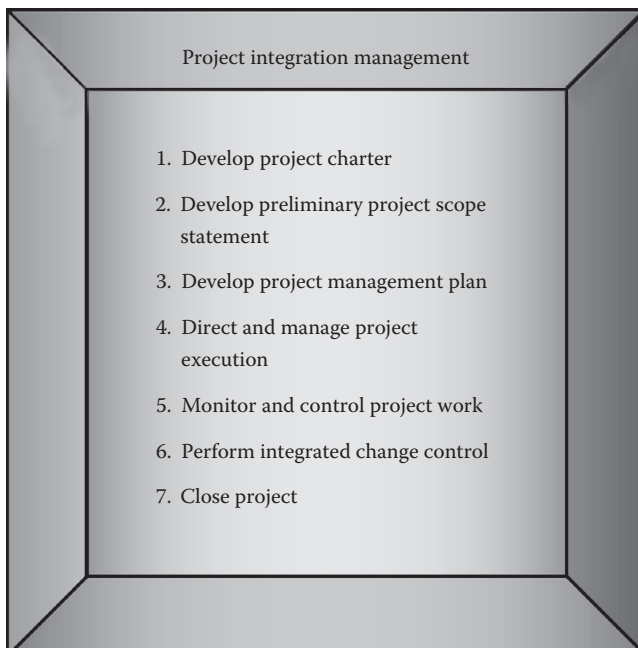 Project integration management
1. Develop project charter
2. Develop preliminary project scope
statement
3. Develop project management plan
4. Direct and manage project
execution
5. Monitor and control project work
6. Perform integrated change control
7. Close project